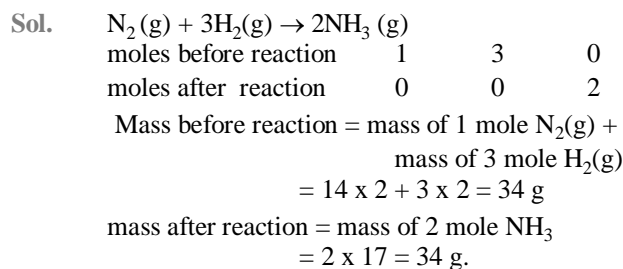 Sol. N₂ (g) + 3H₂(g) → 2NH₃ (g)
moles before reaction 1 3 0
moles after reaction 0 0 2
Mass before reaction = mass of 1 mole N₂(g) +
mass of 3 mole H₂(g)
= 14 x 2 + 3 x 2 = 34 g
mass after reaction = mass of 2 mole NH₃
= 2 x 17 = 34 g.